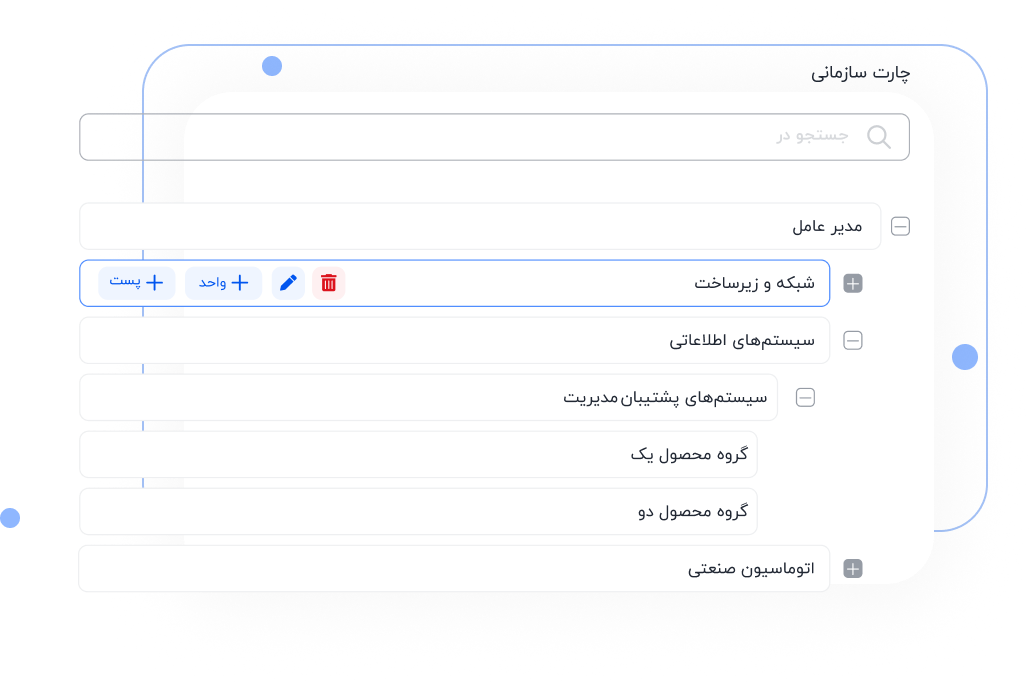 چارت سازمانی
جستجو در
مدیر عامل
شبکه و زیرساخت
واحد
پست
سیستم‌های اطلاعاتی
سیستم‌های پشتیبان مدیریت
گروه محصول یک
گروه محصول دو
اتوماسیون صنعتی